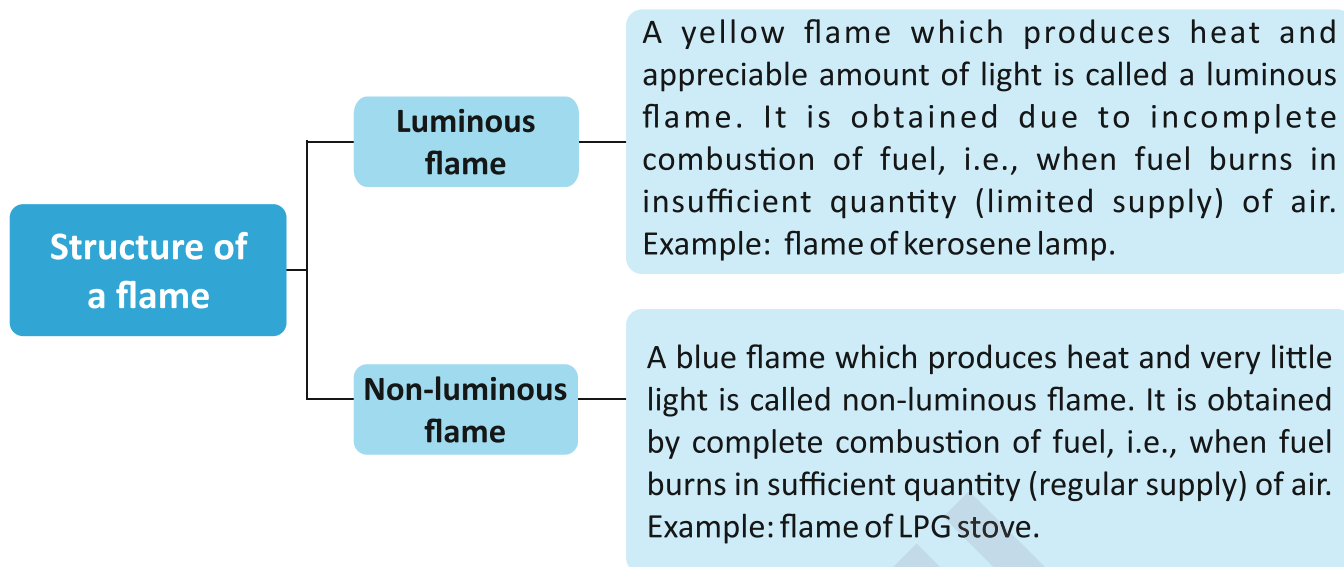 Structure of
a flame
Luminous
flame
A yellow flame which produces heat and
appreciable amount of light is called a luminous
flame. It is obtained due to incomplete
combustion of fuel, i.e., when fuel burns in
insufficient quantity (limited supply) of air.
Example: flame of kerosene lamp.
Non-luminous
flame
A blue flame which produces heat and very little
light is called non-luminous flame. It is obtained
by complete combustion of fuel, i.e., when fuel
burns in sufficient quantity (regular supply) of air.
Example: flame of LPG stove.